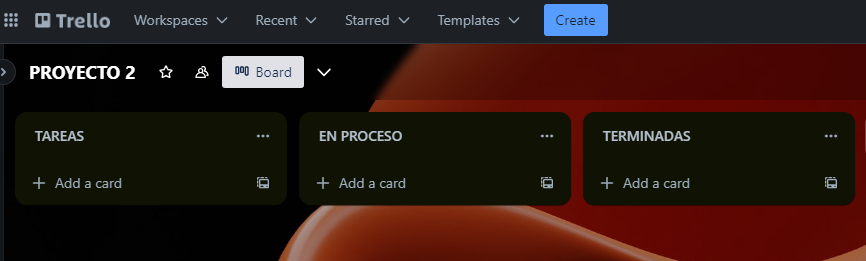 Trello Workspaces Recent Starred Templates Create
PROYECTO 2 Board
TAREAS EN PROCESO TERMINADAS
+ Add a card + Add a card + Add a card